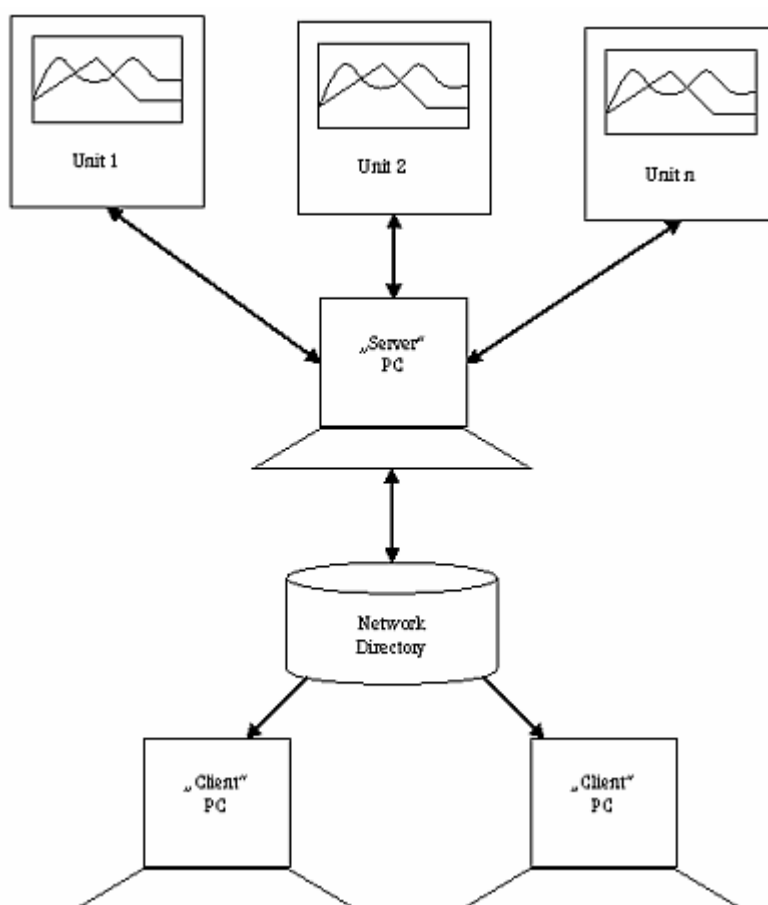 Unit 1
Unit 2
Unit n
„Server“
PC
Network
Directory
„Client“
PC
„Client“
PC